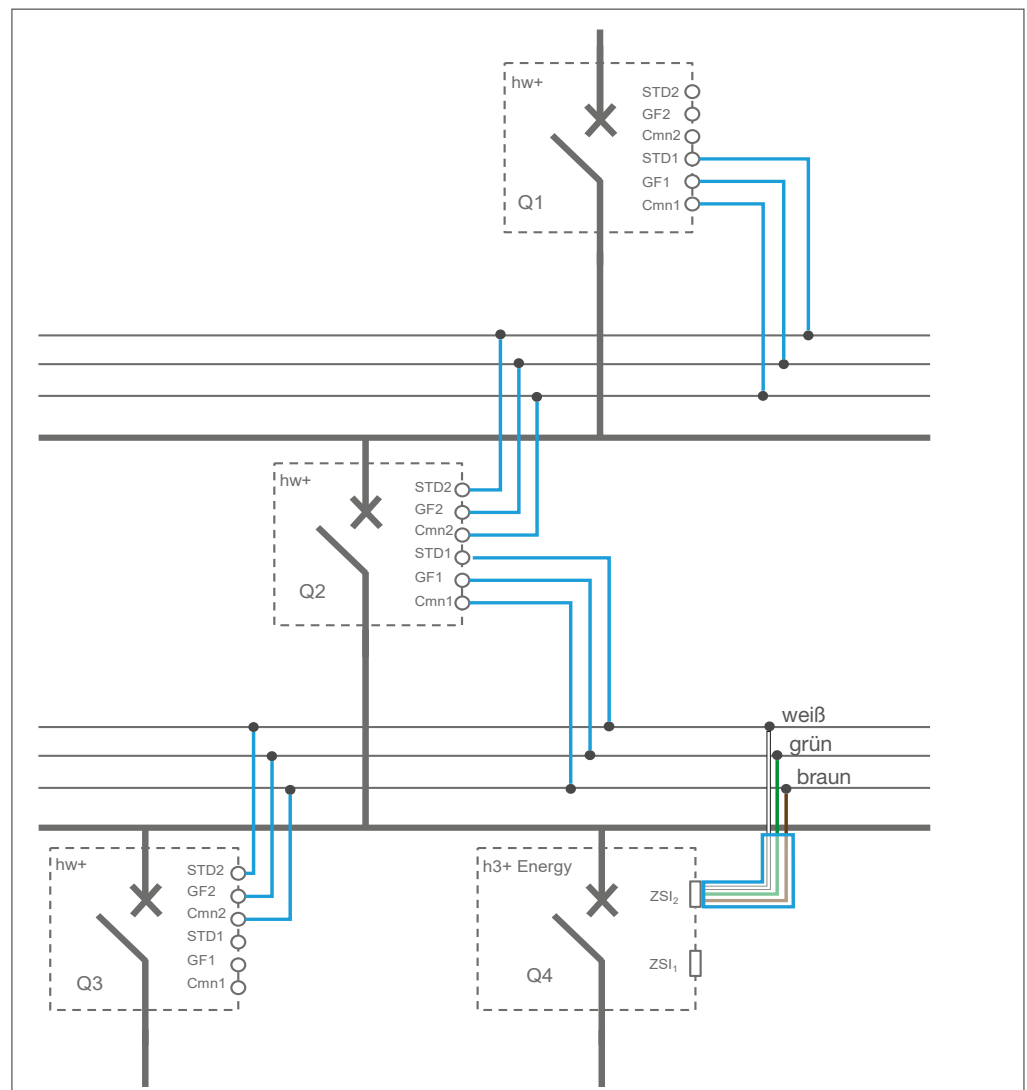 hw+
STD2
GF2
Cmn2
STD1
GF1
Cmn1
Q1
hw+
STD2
GF2
Cmn2
STD1
GF1
Cmn1
Q2
weiß
grün
braun
hw+
STD2
GF2
Cmn2
STD1
GF1
Cmn1
Q3
h3+ Energy
ZSI₂
ZSI₁
Q4